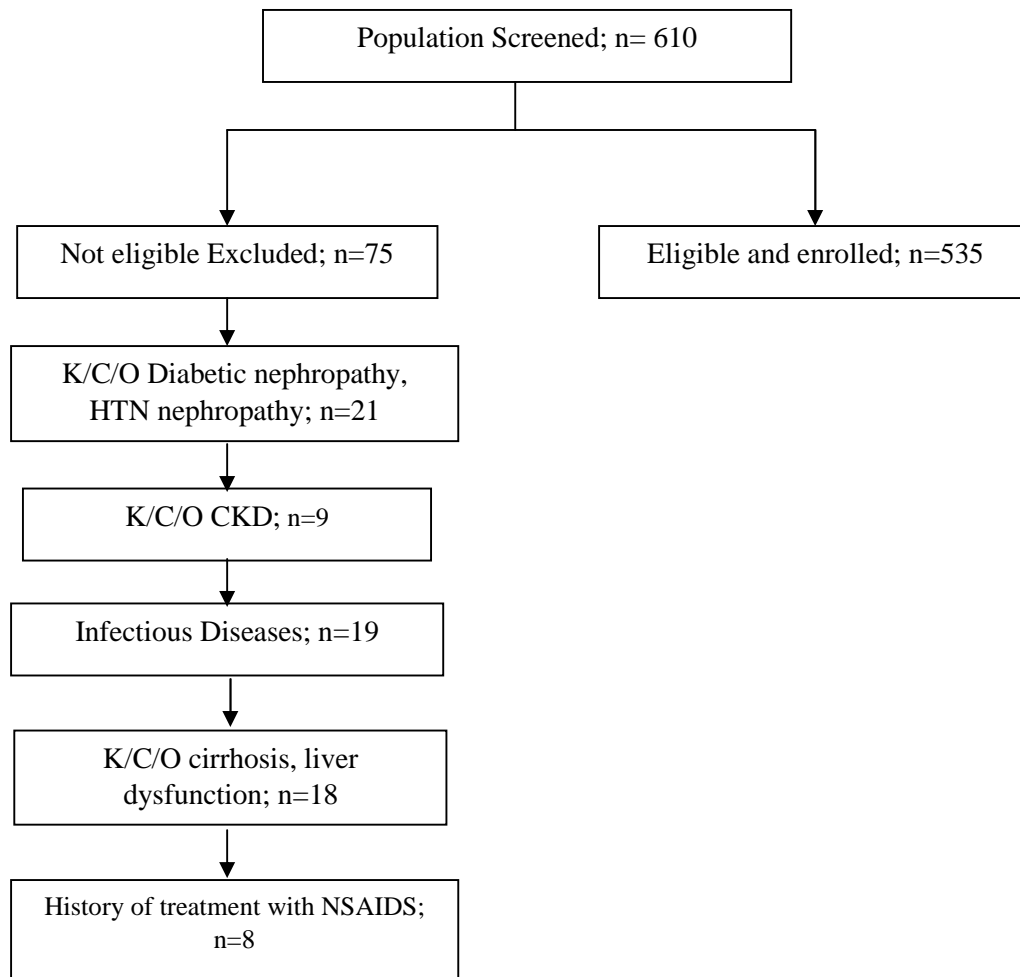 Population Screened; n= 610
Not eligible Excluded; n=75
Eligible and enrolled; n=535
K/C/O Diabetic nephropathy,
HTN nephropathy; n=21
K/C/O CKD; n=9
Infectious Diseases; n=19
K/C/O cirrhosis, liver
dysfunction; n=18
History of treatment with NSAIDS;
n=8